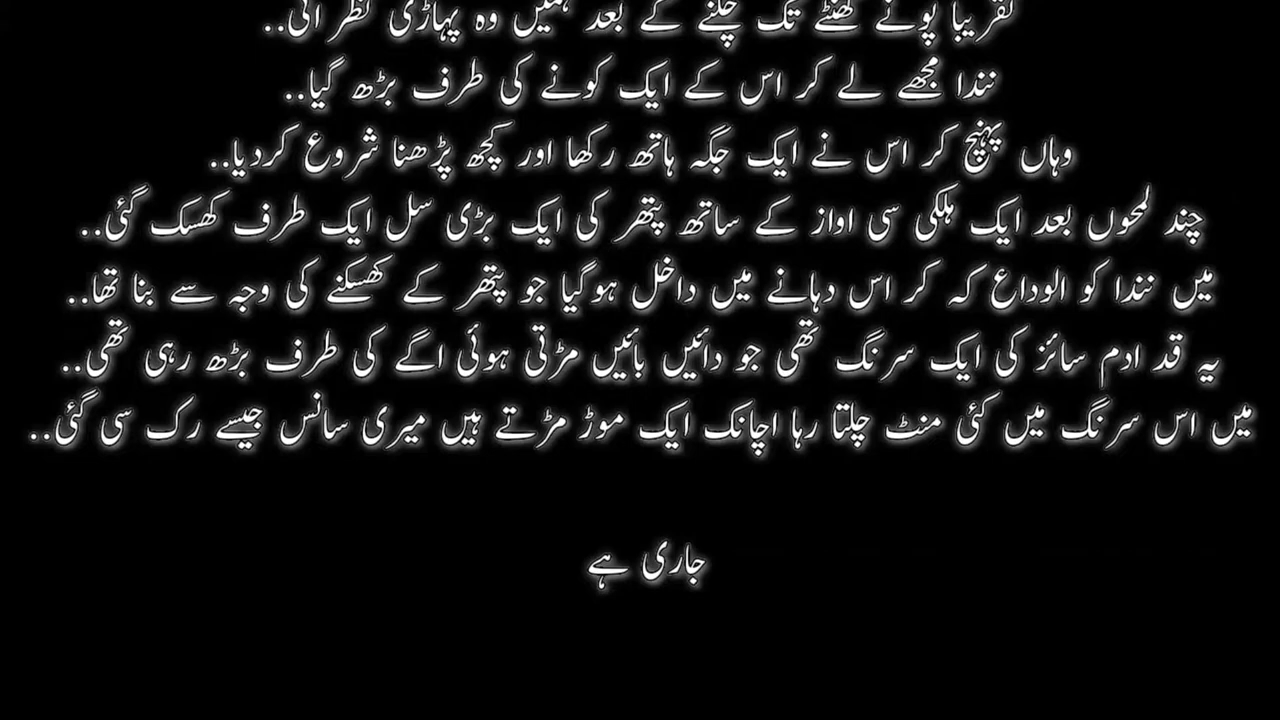 تقریبا پونے گھنٹے تک چلنے کے بعد ہمیں وہ پہاڑی نظر ائی..
نندا مجھے لے کر اس کے ایک کونے کی طرف بڑھ گیا..
وہاں پہنچ کر اس نے ایک جگہ ہاتھ رکھا اور کچھ پڑھنا شروع کردیا..
چند لمحوں بعد ایک ہلکی سی اواز کے ساتھ پتھر کی ایک بڑی سل ایک طرف کھسک گئی..
میں نندا کو الوداع کہہ کر اس دہانے میں داخل ہوگیا جو پتھر کے کھسکنے کی وجہ سے بنا تھا..
یہ قد ادم سائز کی ایک سرنگ تھی جو دائیں بائیں مڑتی ہوئی اگے کی طرف بڑھ رہی تھی..
میں اس سرنگ میں کئی منٹ چلتا رہا اچانک ایک موڑ مڑتے ہیں میری سانس جیسے رک سی گئی..
جاری ہے